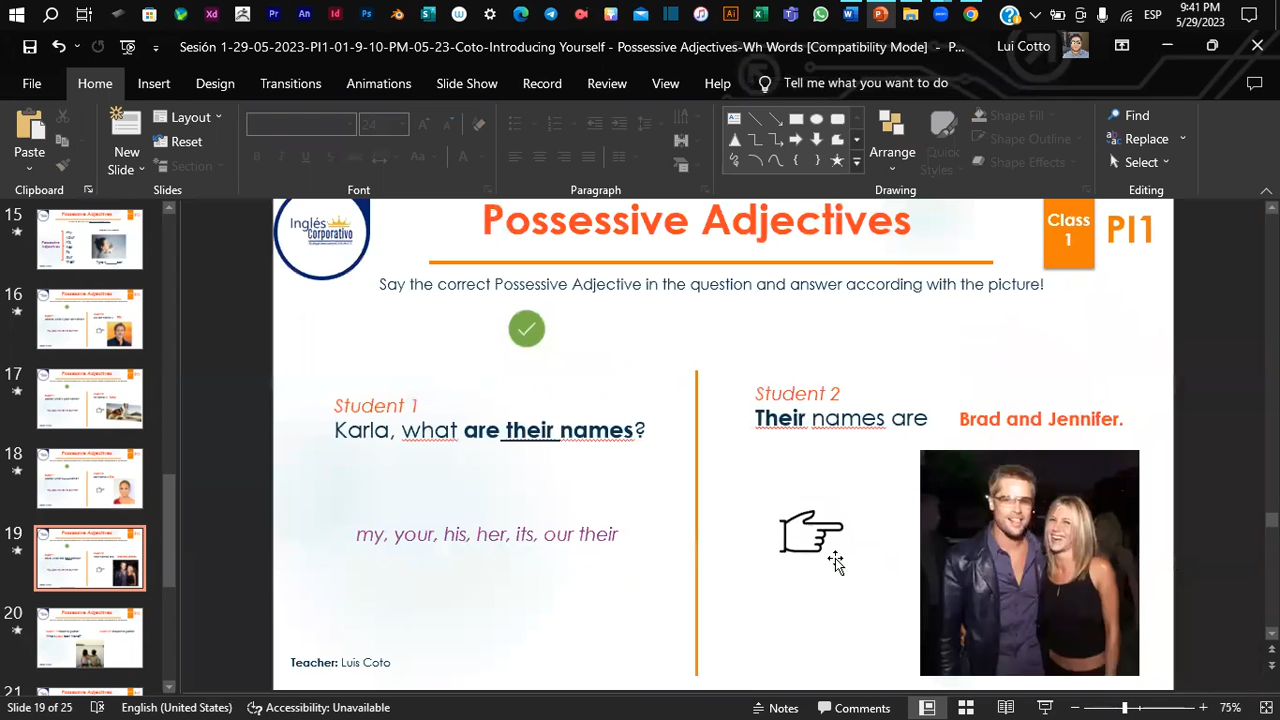 9:41 PM
ESP
5/29/2023
Sesión 1-29-05-2023-PI1-01-9-10-PM-05-23-Coto-Introducing Yourself - Possessive Adjectives-Wh Words [Compatibility Mode] - P...
Lui Cotto
File Home Insert Design Transitions Animations Slide Show Record Review View Help Tell me what you want to do
Paste
New Slide
Layout
Reset
Section
24
Arrange
Quick Styles
Shape Fill
Shape Outline
Shape Effects
Find
Replace
Select
Clipboard Slides Font Paragraph Drawing Editing
15
16
17
18
19
20
21
Inglés
Corporativo
Possessive Adjectives
Class 1
PI1
Say the correct Possessive Adjective in the question and answer according with the picture!
Student 1
Karla, what are their names?
my, your, his, her, its, our their
Student 2
Their names are Brad and Jennifer.
Teacher: Luis Coto
Slide 19 of 25 English (United States) Accessibility: Unavailable Notes Comments 75%